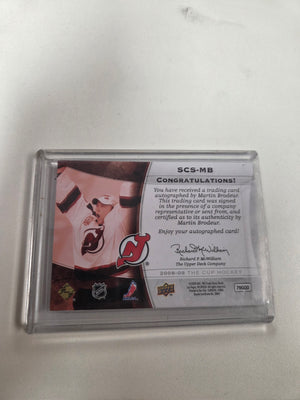 SCS-MB
CONGRATULATIONS!
You have received a trading card
autographed by Martin Brodeur.
This trading card was signed
in the presence of a company
representative or sent from, and
certified as to its authenticity by
Martin Brodeur.
Enjoy your autographed card!
Richard P. McWilliam
The Upper Deck Company
2008-09 THE CUP HOCKEY
NHL